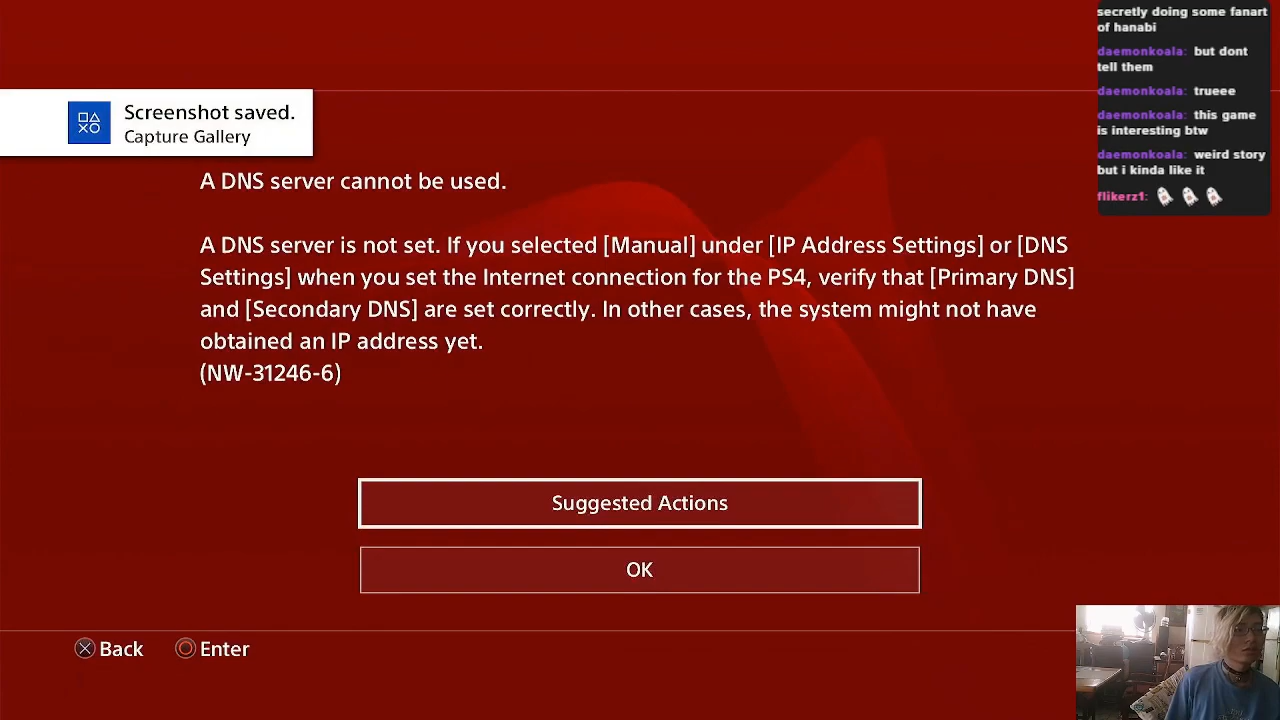 secretly doing some fanart
of hanabi
daemonkoala: but dont
tell them
daemonkoala: trueee
daemonkoala: this game
is interesting btw
daemonkoala: weird story
but i kinda like it
flikerz1:
Screenshot saved.
Capture Gallery
A DNS server cannot be used.
A DNS server is not set. If you selected [Manual] under [IP Address Settings] or [DNS
Settings] when you set the Internet connection for the PS4, verify that [Primary DNS]
and [Secondary DNS] are set correctly. In other cases, the system might not have
obtained an IP address yet.
(NW-31246-6)
Suggested Actions
OK
Back
Enter